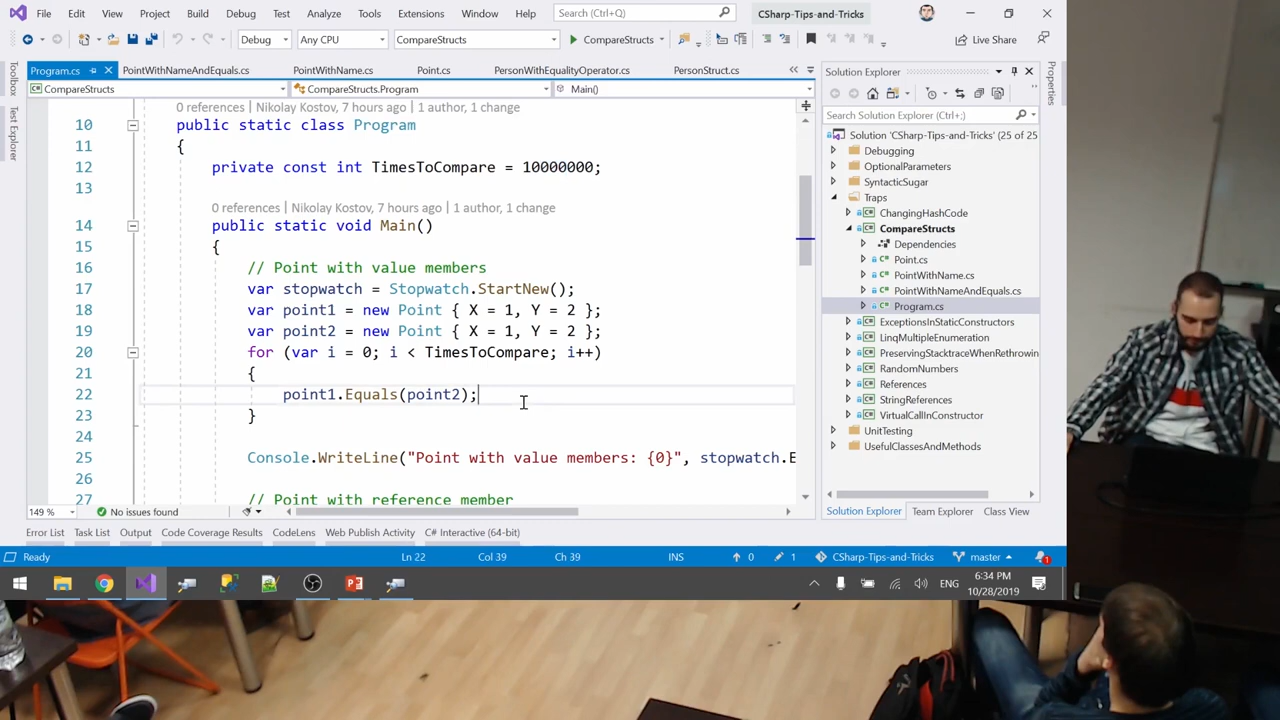 File Edit View Project Build Debug Test Analyze Tools Extensions Window Help Search (Ctrl+Q) CSharp-Tips-and-Tricks
Debug Any CPU CompareStructs CompareStructs Live Share
Program.cs PointWithNameAndEquals.cs PointWithName.cs Point.cs PersonWithEqualityOperator.cs PersonStruct.cs
CompareStructs CompareStructs.Program Main()
Toolbox
Test Explorer
0 references | Nikolay Kostov, 7 hours ago | 1 author, 1 change
10 public static class Program
11 {
12 private const int TimesToCompare = 10000000;
13
0 references | Nikolay Kostov, 7 hours ago | 1 author, 1 change
14 public static void Main()
15 {
16 // Point with value members
17 var stopwatch = Stopwatch.StartNew();
18 var point1 = new Point { X = 1, Y = 2 };
19 var point2 = new Point { X = 1, Y = 2 };
20 for (var i = 0; i < TimesToCompare; i++)
21 {
22 point1.Equals(point2);
23 }
24
25 Console.WriteLine("Point with value members: {0}", stopwatch.E
26
27 // Point with reference member
149 % No issues found
Solution Explorer
Search Solution Explorer (Ctrl+;)
Solution 'CSharp-Tips-and-Tricks' (25 of 25
Debugging
OptionalParameters
SyntacticSugar
Traps
C# ChangingHashCode
C# CompareStructs
Dependencies
C# Point.cs
C# PointWithName.cs
C# PointWithNameAndEquals.cs
C# Program.cs
C# ExceptionsInStaticConstructors
C# LinqMultipleEnumeration
C# PreservingStacktraceWhenRethrowin
C# RandomNumbers
C# References
C# StringReferences
C# VirtualCallInConstructor
UnitTesting
UsefulClassesAndMethods
Solution Explorer Team Explorer Class View
Properties
Error List Task List Output Code Coverage Results CodeLens Web Publish Activity C# Interactive (64-bit)
Ready Ln 22 Col 39 Ch 39 INS 0 1 CSharp-Tips-and-Tricks master 1
ENG 6:34 PM
10/28/2019